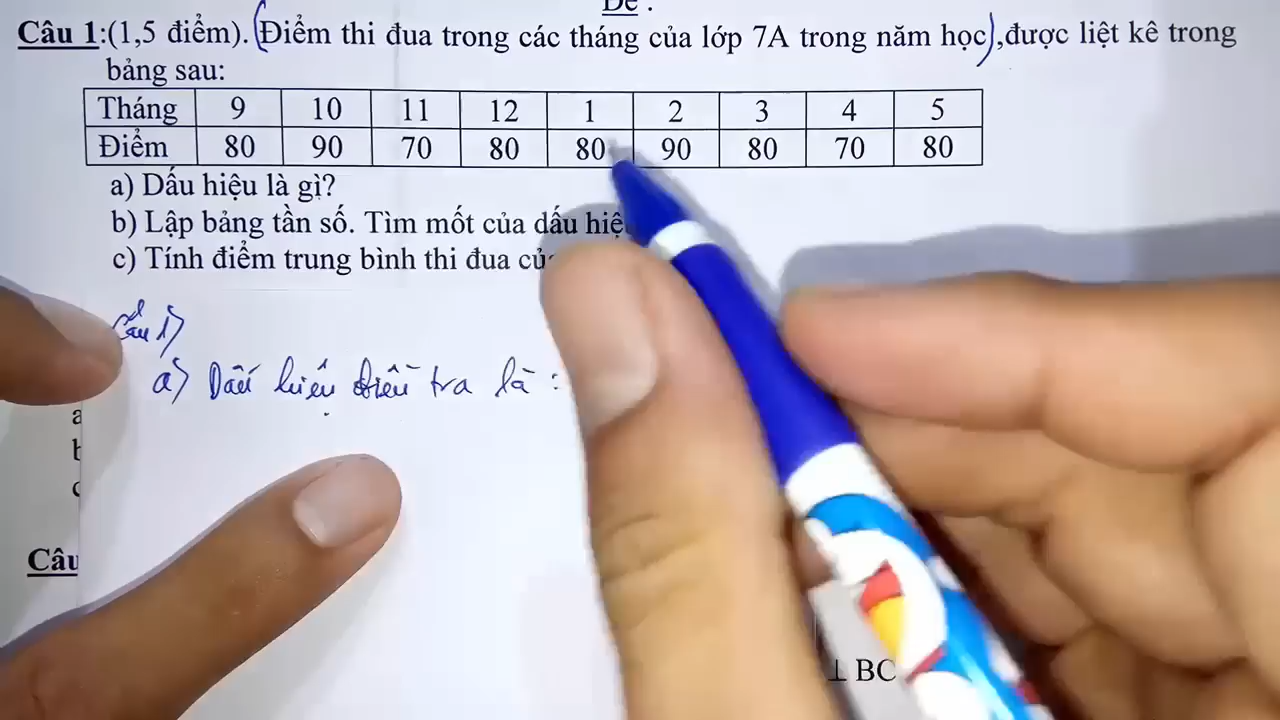 Đề :
Câu 1:(1,5 điểm). (Điểm thi đua trong các tháng của lớp 7A trong năm học),được liệt kê trong
bảng sau:
Tháng 9 10 11 12 1 2 3 4 5
Điểm 80 90 70 80 80 90 80 70 80
a) Dấu hiệu là gì?
b) Lập bảng tần số. Tìm mốt của dấu
c) Tính điểm trung bình thi đua
Câu 1)
a) Dấu hiệu điều tra là :
a
b
c
Câu
⊥ BC